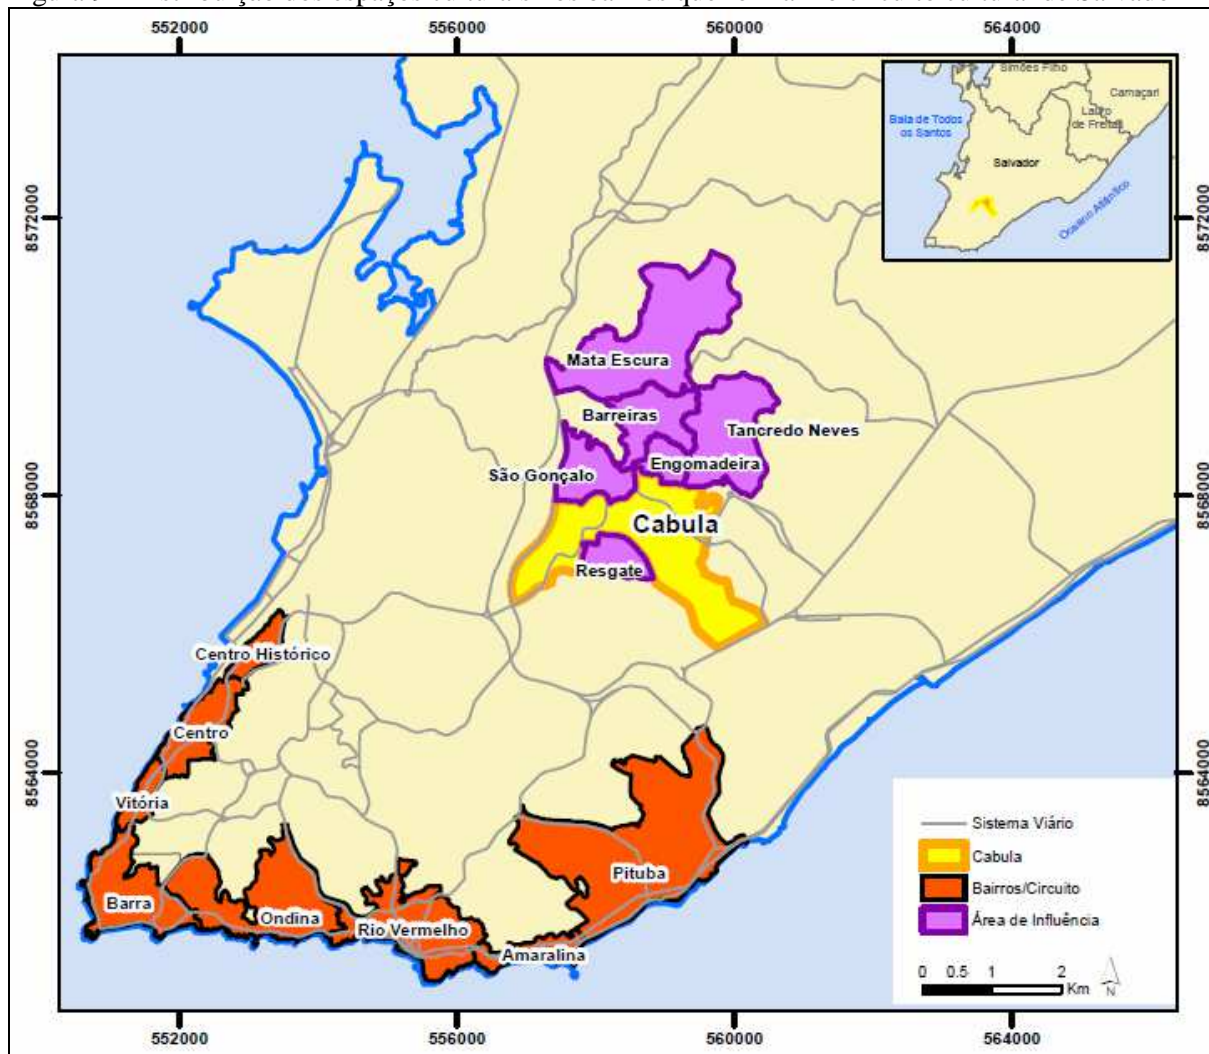 552000 556000 560000 564000
Simões Filho
Camaçari
Lauro
de Freitas
Baía de Todos
os Santos
Salvador
Oceano Atlântico
8572000 8572000
Mata Escura
Barreiras
Tancredo Neves
Engomadeira
São Gonçalo
8568000 8568000
Cabula
Resgate
Centro Histórico
Centro
8564000 8564000
Vitória
Pituba
Barra
Ondina
Rio Vermelho
Amaralina
Sistema Viário
Cabula
Bairros/Circuito
Área de Influência
0 0.5 1 2
Km
N
552000 556000 560000 564000